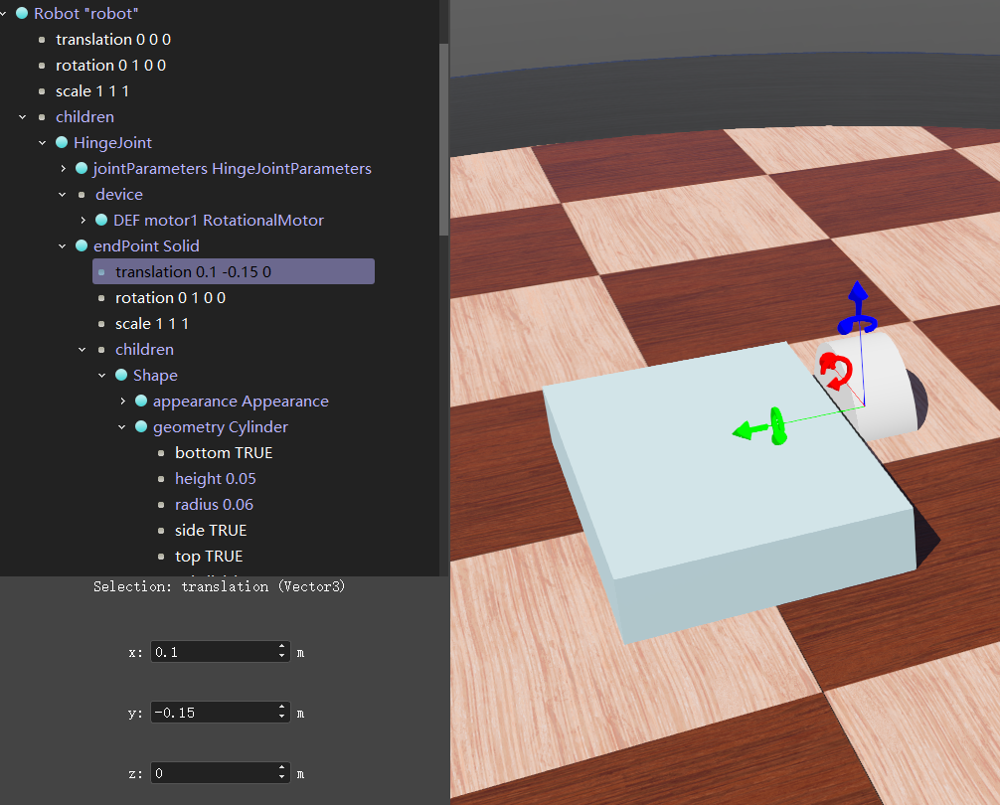 Robot "robot"
translation 0 0 0
rotation 0 1 0 0
scale 1 1 1
children
HingeJoint
jointParameters HingeJointParameters
device
DEF motor1 RotationalMotor
endPoint Solid
translation 0.1 -0.15 0
rotation 0 1 0 0
scale 1 1 1
children
Shape
appearance Appearance
geometry Cylinder
bottom TRUE
height 0.05
radius 0.06
side TRUE
top TRUE
Selection: translation (Vector3)
x: 0.1 m
y: -0.15 m
z: 0 m